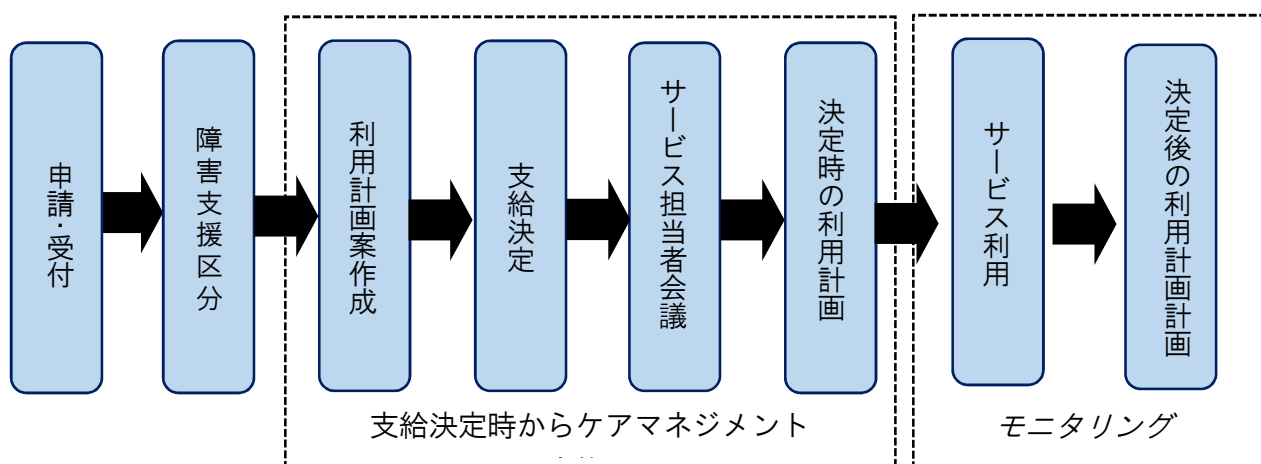 申請・受付
障害支援区分
利用計画案作成
支給決定
サービス担当者会議
決定時の利用計画
サービス利用
決定後の利用計画計画
支給決定時からケアマネジメント
モニタリング